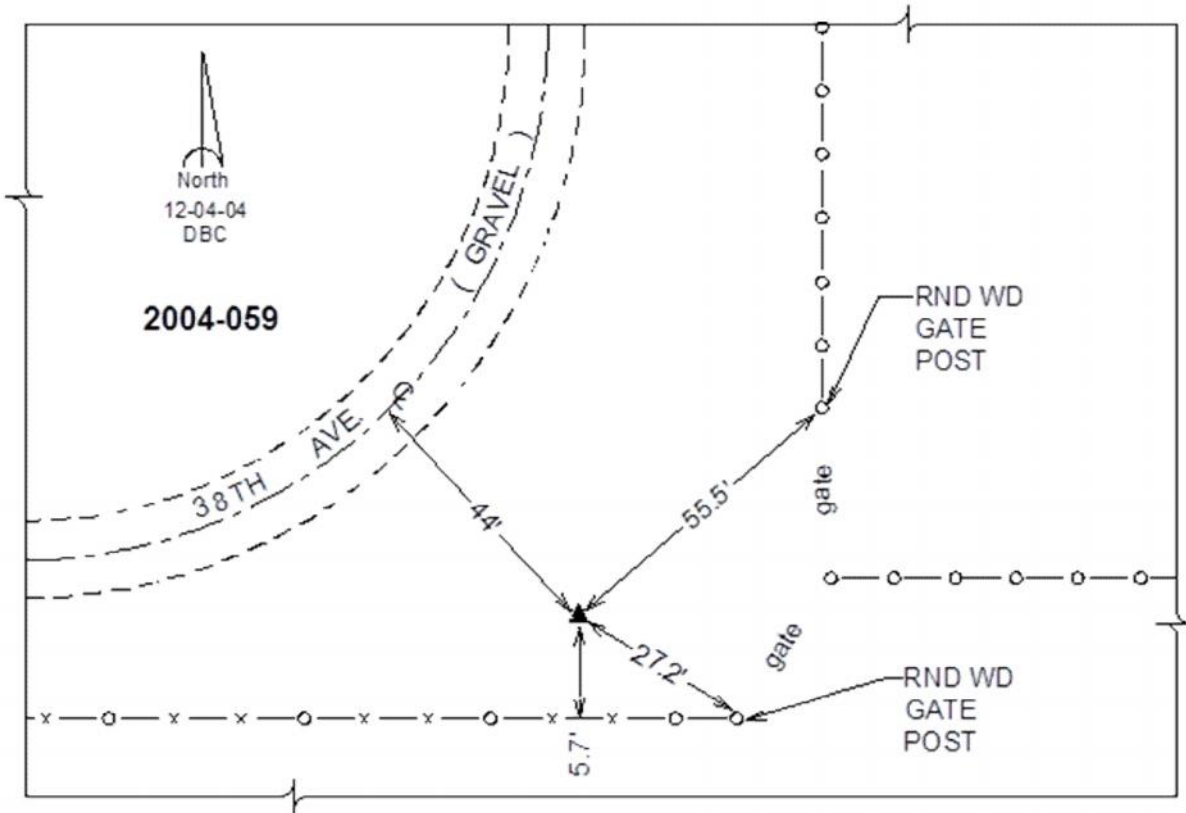 North
12-04-04
DBC
2004-059
( GRAVEL )
38TH AVE
RND WD
GATE
POST
44'
55.5'
gate
gate
27.2'
5.7'
RND WD
GATE
POST